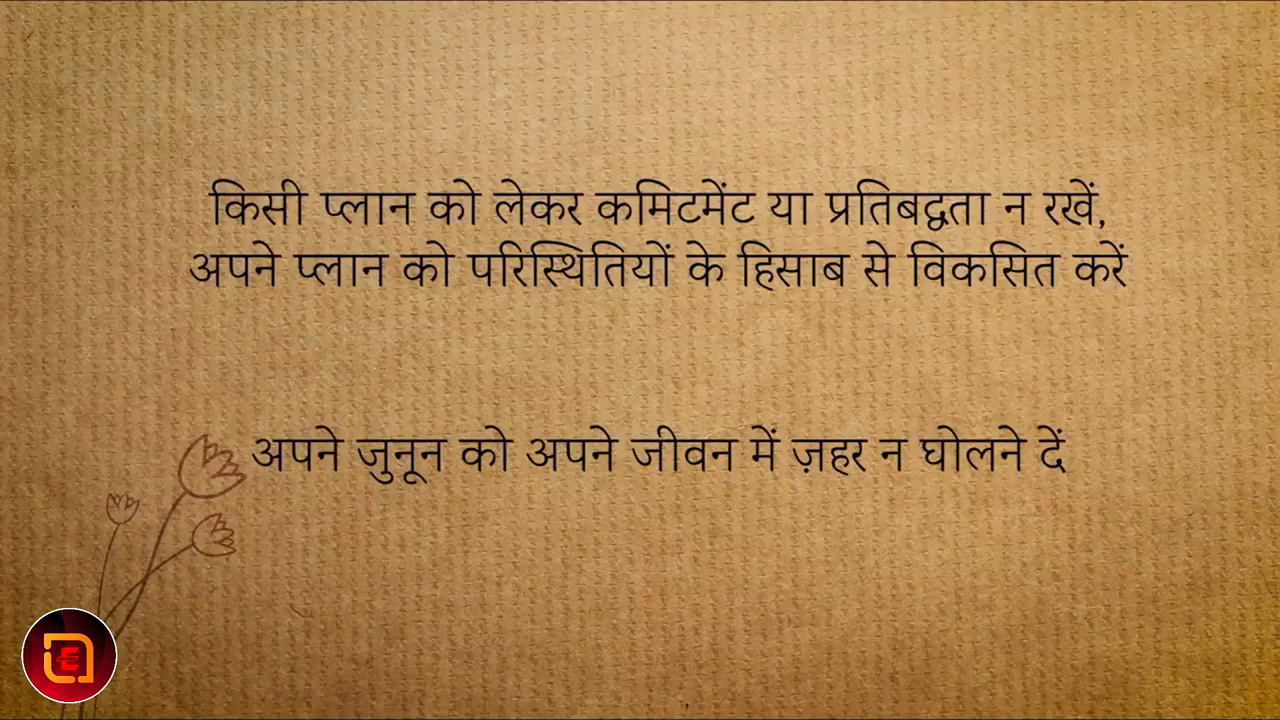 किसी प्लान को लेकर कमिटमेंट या प्रतिबद्धता न रखें,
अपने प्लान को परिस्थितियों के हिसाब से विकसित करें
अपने जुनून को अपने जीवन में ज़हर न घोलने दें